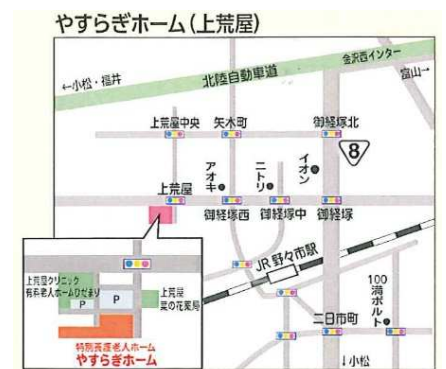 やすらぎホーム(上荒屋)
金沢西インター
北陸自動車道
←小松・福井
富山→
上荒屋中央
矢木町
御経塚北
8
アオキ
ニトリ
イオン
上荒屋
御経塚西
御経塚中
御経塚
JR野々市駅
100満ボルト
二日市町
↓小松
上荒屋クリニック
有料老人ホームひだまり
P
P
上荒屋
菜の花薬局
特別養護老人ホーム
やすらぎホーム